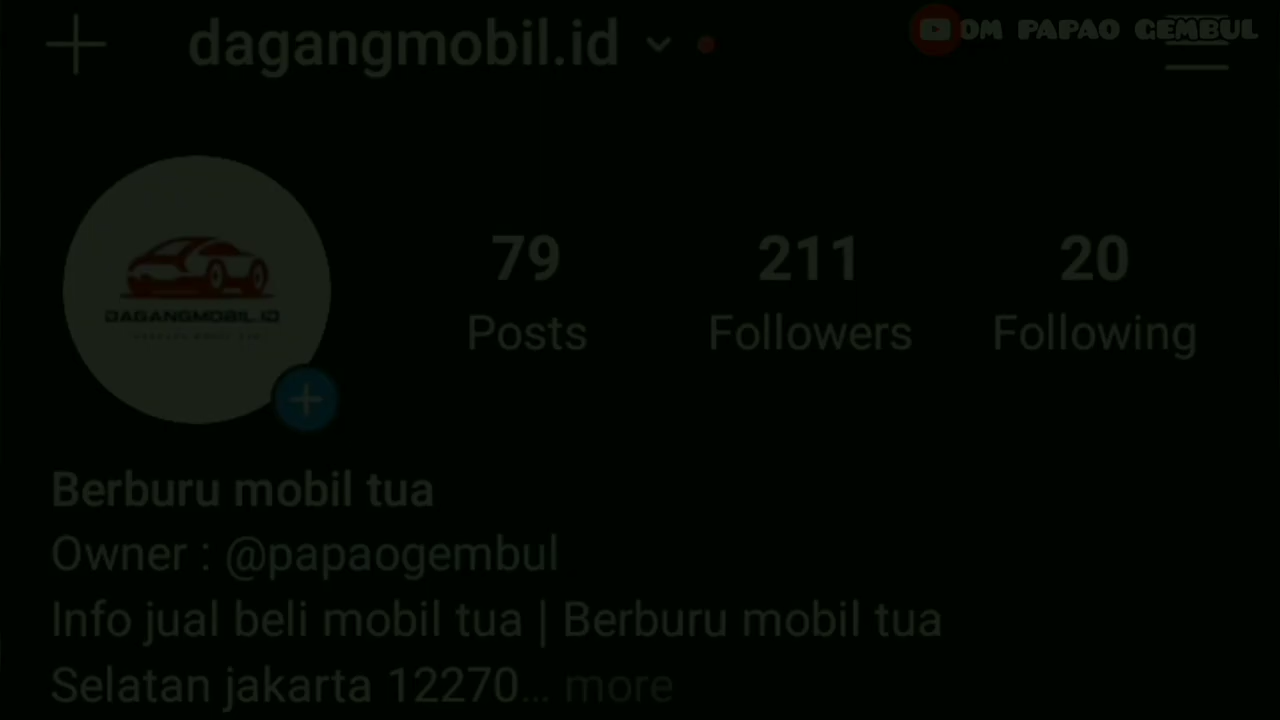 dagangmobil.id
OM PAPAO GEMBUL
DAGANGMOBIL.ID
79
Posts
211
Followers
20
Following
Berburu mobil tua
Owner : @papaogembul
Info jual beli mobil tua | Berburu mobil tua
Selatan jakarta 12270... more